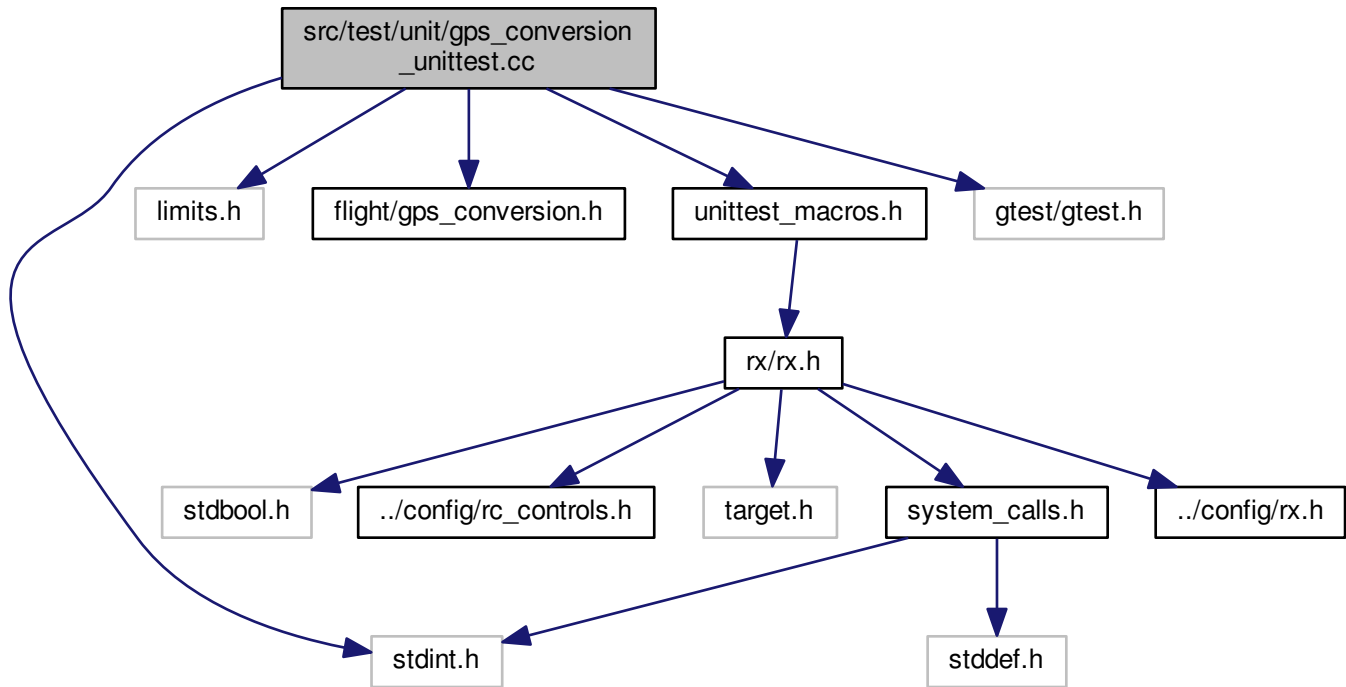 src/test/unit/gps_conversion
_unittest.cc
limits.h
flight/gps_conversion.h
unittest_macros.h
gtest/gtest.h
rx/rx.h
stdbool.h
../config/rc_controls.h
target.h
system_calls.h
../config/rx.h
stdint.h
stddef.h